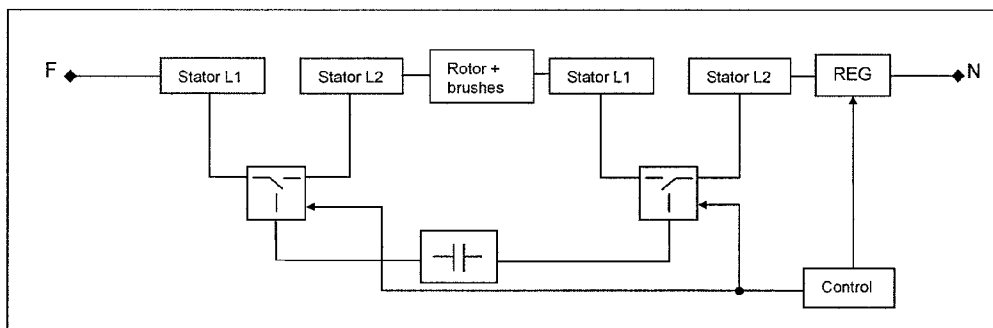 F
Stator L1
Stator L2
Rotor +
brushes
Stator L1
Stator L2
REG
N
Control